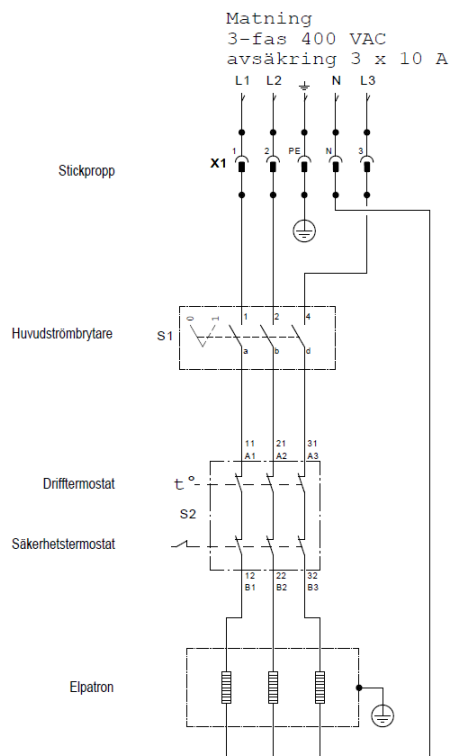 Matning
3-fas 400 VAC
avsäkring 3 x 10 A
L1 L2 N L3
Stickpropp
X1 1 2 PE N 3
Huvudströmbrytare
S1 0 1 1 2 4
a b d
11 21 31
A1 A2 A3
Drifttermostat
t°
S2
Säkerhetstermostat
12 22 32
B1 B2 B3
Elpatron